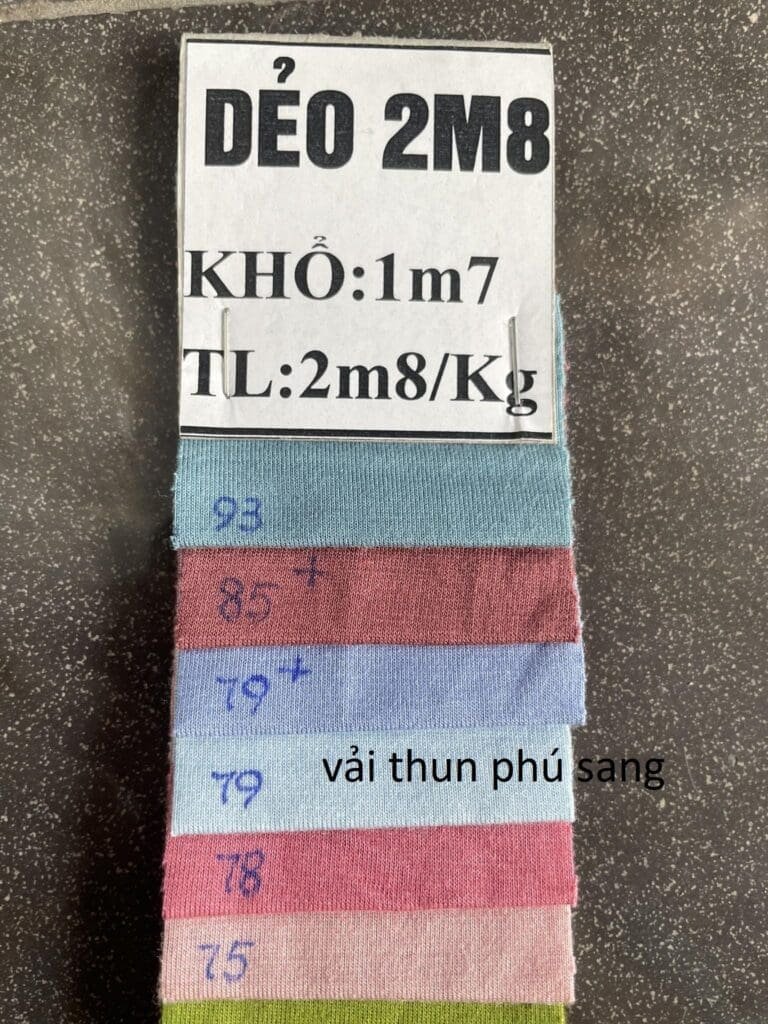 DẺO 2M8
KHỔ:1m7
TL:2m8/Kg
93
85+
79+
79
vải thun phú sang
78
75